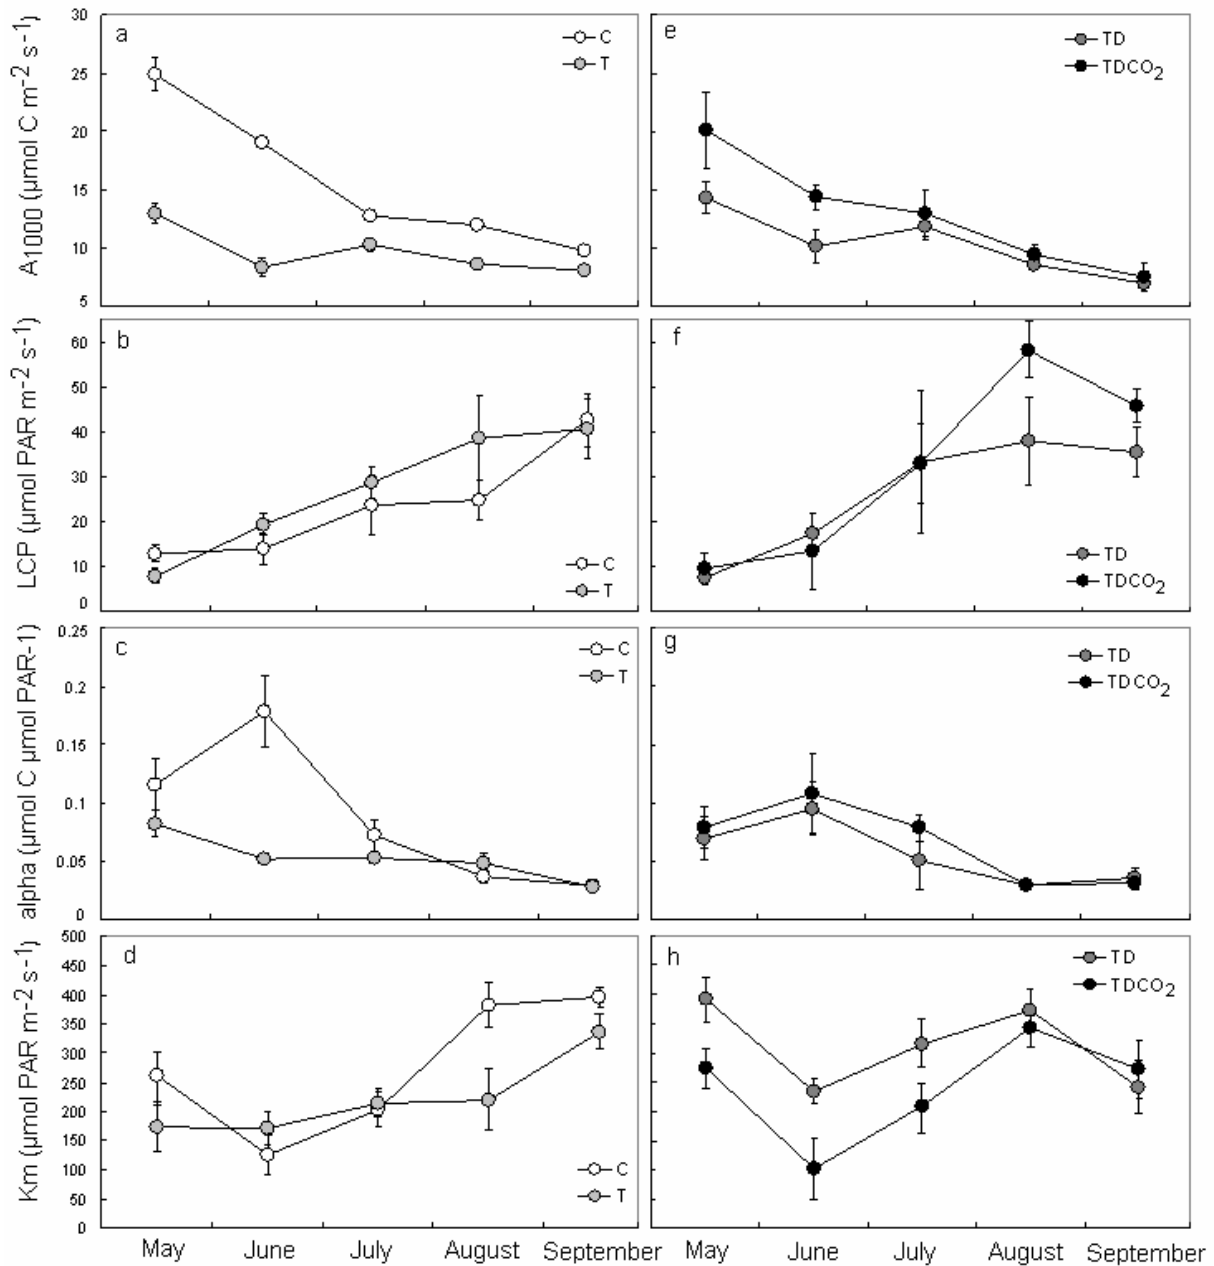 A1000 (µmol C m-2 s-1)
30
25
20
15
10
5
a
C
T
e
TD
TDCO2
LCP (µmol PAR m-2 s-1)
60
50
40
30
20
10
0
b
C
T
f
TD
TDCO2
alpha (µmol C µmol PAR-1)
0.25
0.2
0.15
0.1
0.05
0
c
C
T
g
TD
TDCO2
Km (µmol PAR m-2 s-1)
500
450
400
350
300
250
200
150
100
50
0
d
C
T
h
TD
TDCO2
May June July August September May June July August September